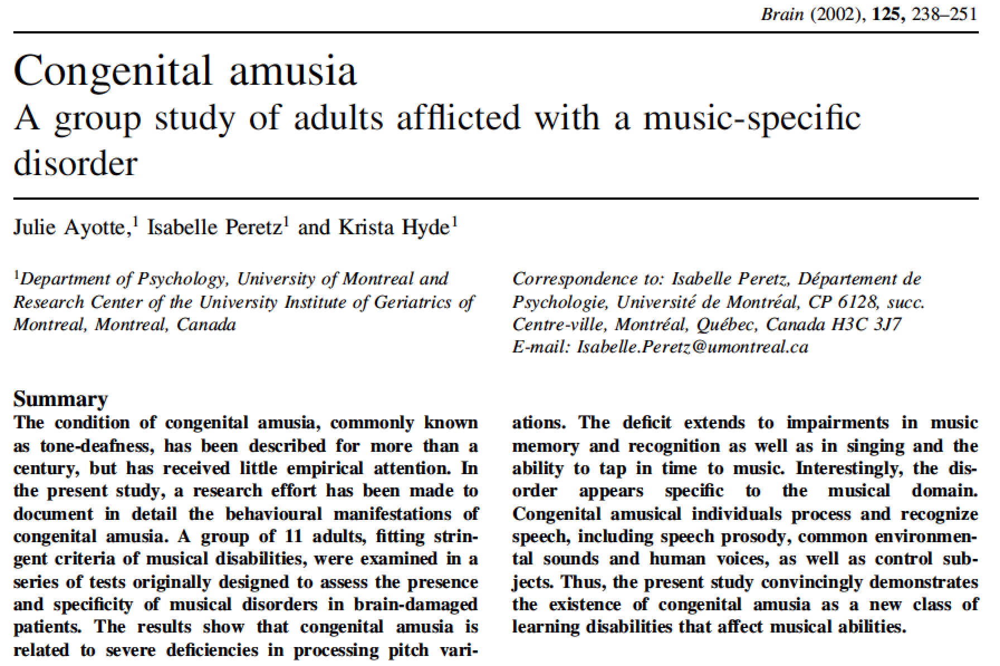 Brain (2002), 125, 238–251
Congenital amusia
A group study of adults afflicted with a music-specific
disorder
Julie Ayotte,¹ Isabelle Peretz¹ and Krista Hyde¹
¹Department of Psychology, University of Montreal and
Research Center of the University Institute of Geriatrics of
Montreal, Montreal, Canada
Correspondence to: Isabelle Peretz, Département de
Psychologie, Université de Montréal, CP 6128, succ.
Centre-ville, Montréal, Québec, Canada H3C 3J7
E-mail: Isabelle.Peretz@umontreal.ca
Summary
The condition of congenital amusia, commonly known
as tone-deafness, has been described for more than a
century, but has received little empirical attention. In
the present study, a research effort has been made to
document in detail the behavioural manifestations of
congenital amusia. A group of 11 adults, fitting strin-
gent criteria of musical disabilities, were examined in a
series of tests originally designed to assess the presence
and specificity of musical disorders in brain-damaged
patients. The results show that congenital amusia is
related to severe deficiencies in processing pitch vari-
ations. The deficit extends to impairments in music
memory and recognition as well as in singing and the
ability to tap in time to music. Interestingly, the dis-
order appears specific to the musical domain.
Congenital amusical individuals process and recognize
speech, including speech prosody, common environmen-
tal sounds and human voices, as well as control sub-
jects. Thus, the present study convincingly demonstrates
the existence of congenital amusia as a new class of
learning disabilities that affect musical abilities.